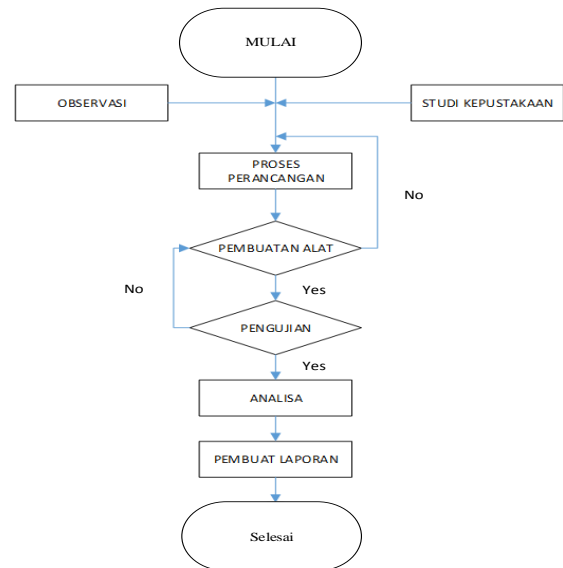 MULAI
OBSERVASI
STUDI KEPUSTAKAAN
PROSES
PERANCANGAN
No
PEMBUATAN ALAT
No
Yes
PENGUJIAN
Yes
ANALISA
PEMBUAT LAPORAN
Selesai